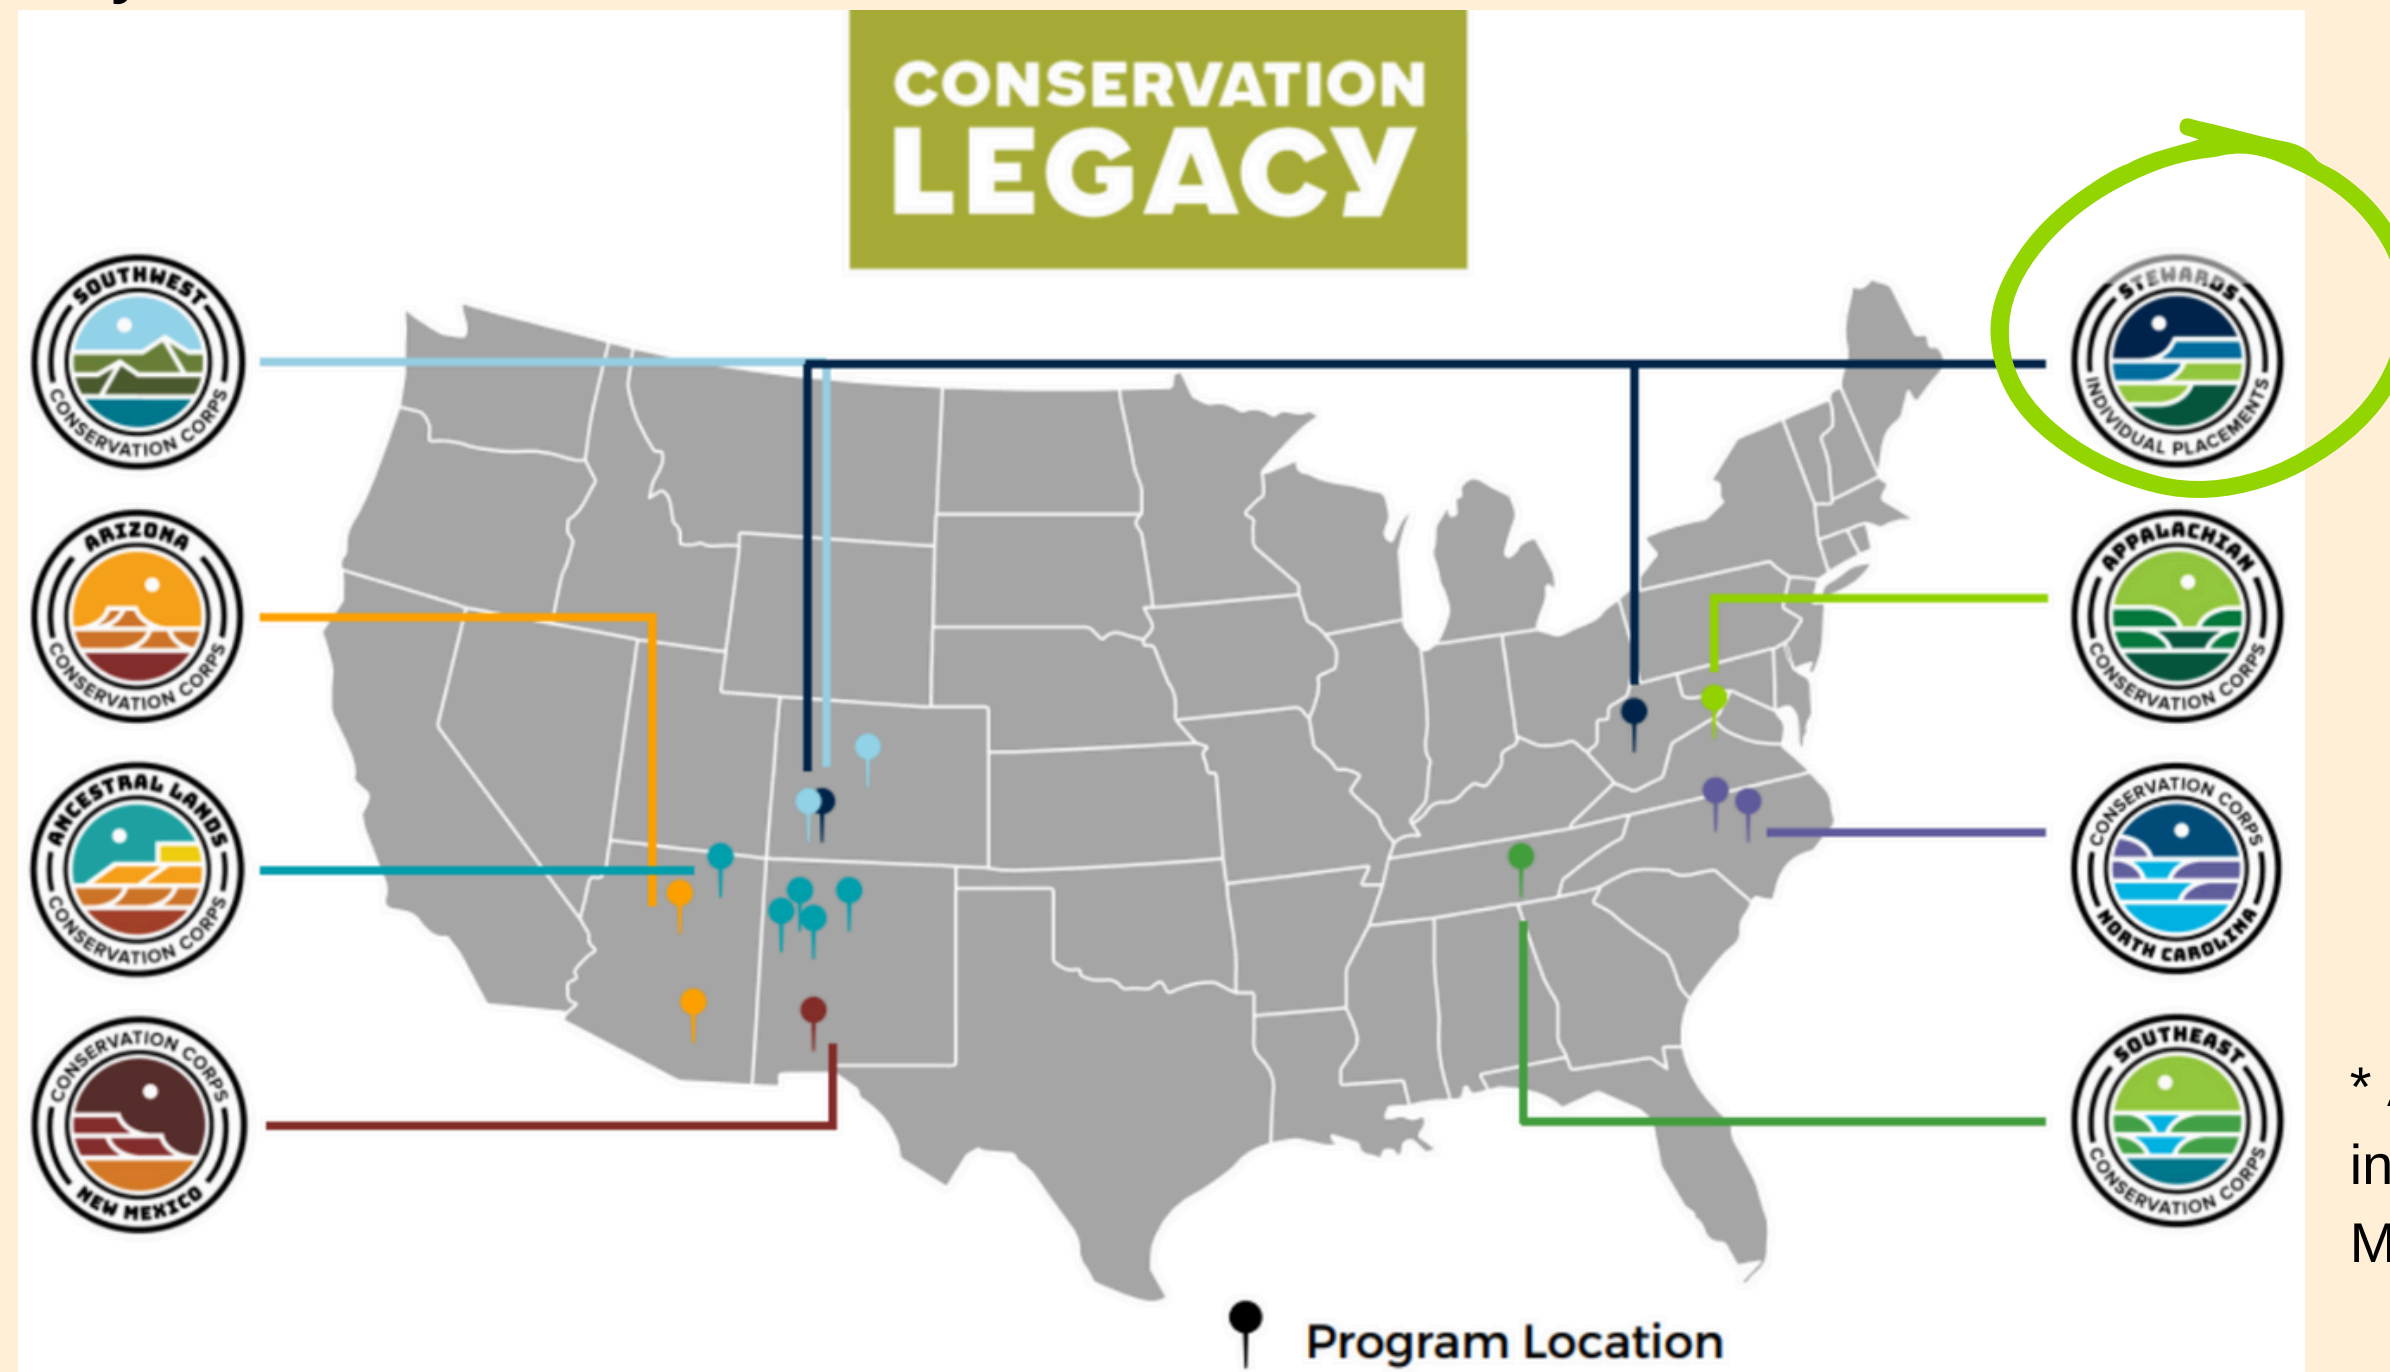 CONSERVATION
LEGACY
SOUTHWEST
CONSERVATION CORPS
STEWARDS
INDIVIDUAL PLACEMENTS
ARIZONA
CONSERVATION CORPS
APPALACHIAN
CONSERVATION CORPS
ANCESTRAL LANDS
CONSERVATION CORPS
CONSERVATION CORPS
NORTH CAROLINA
CONSERVATION CORPS
NEW MEXICO
SOUTHEAST
CONSERVATION CORPS
*
in
M
Program Location